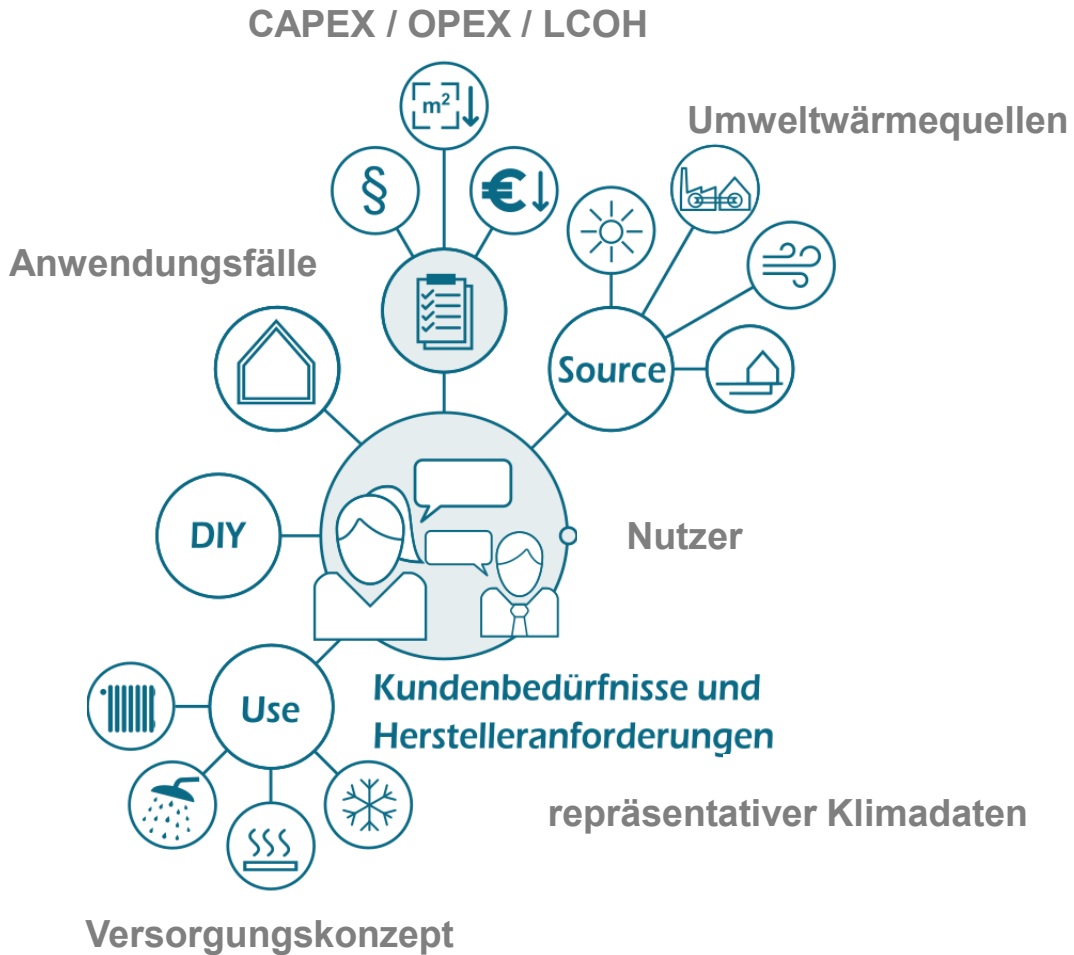 CAPEX / OPEX / LCOH
m²
Umweltwärmequellen
§
€
Anwendungsfälle
Source
DIY
Nutzer
Use
Kundenbedürfnisse und
Herstelleranforderungen
repräsentativer Klimadaten
Versorgungskonzept